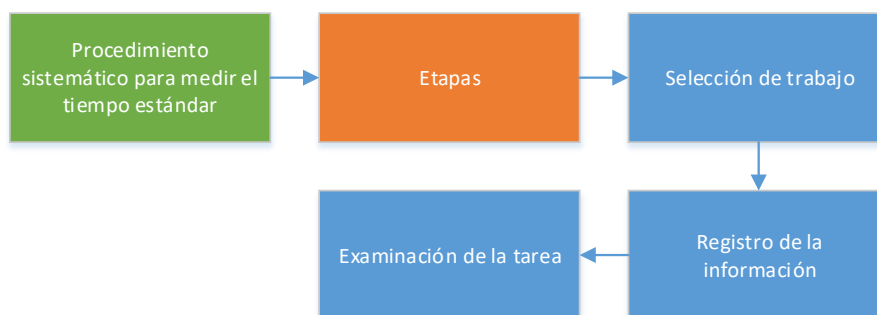 Procedimiento
sistemático para medir el
tiempo estándar
Etapas
Selección de trabajo
Registro de la
información
Examinación de la tarea